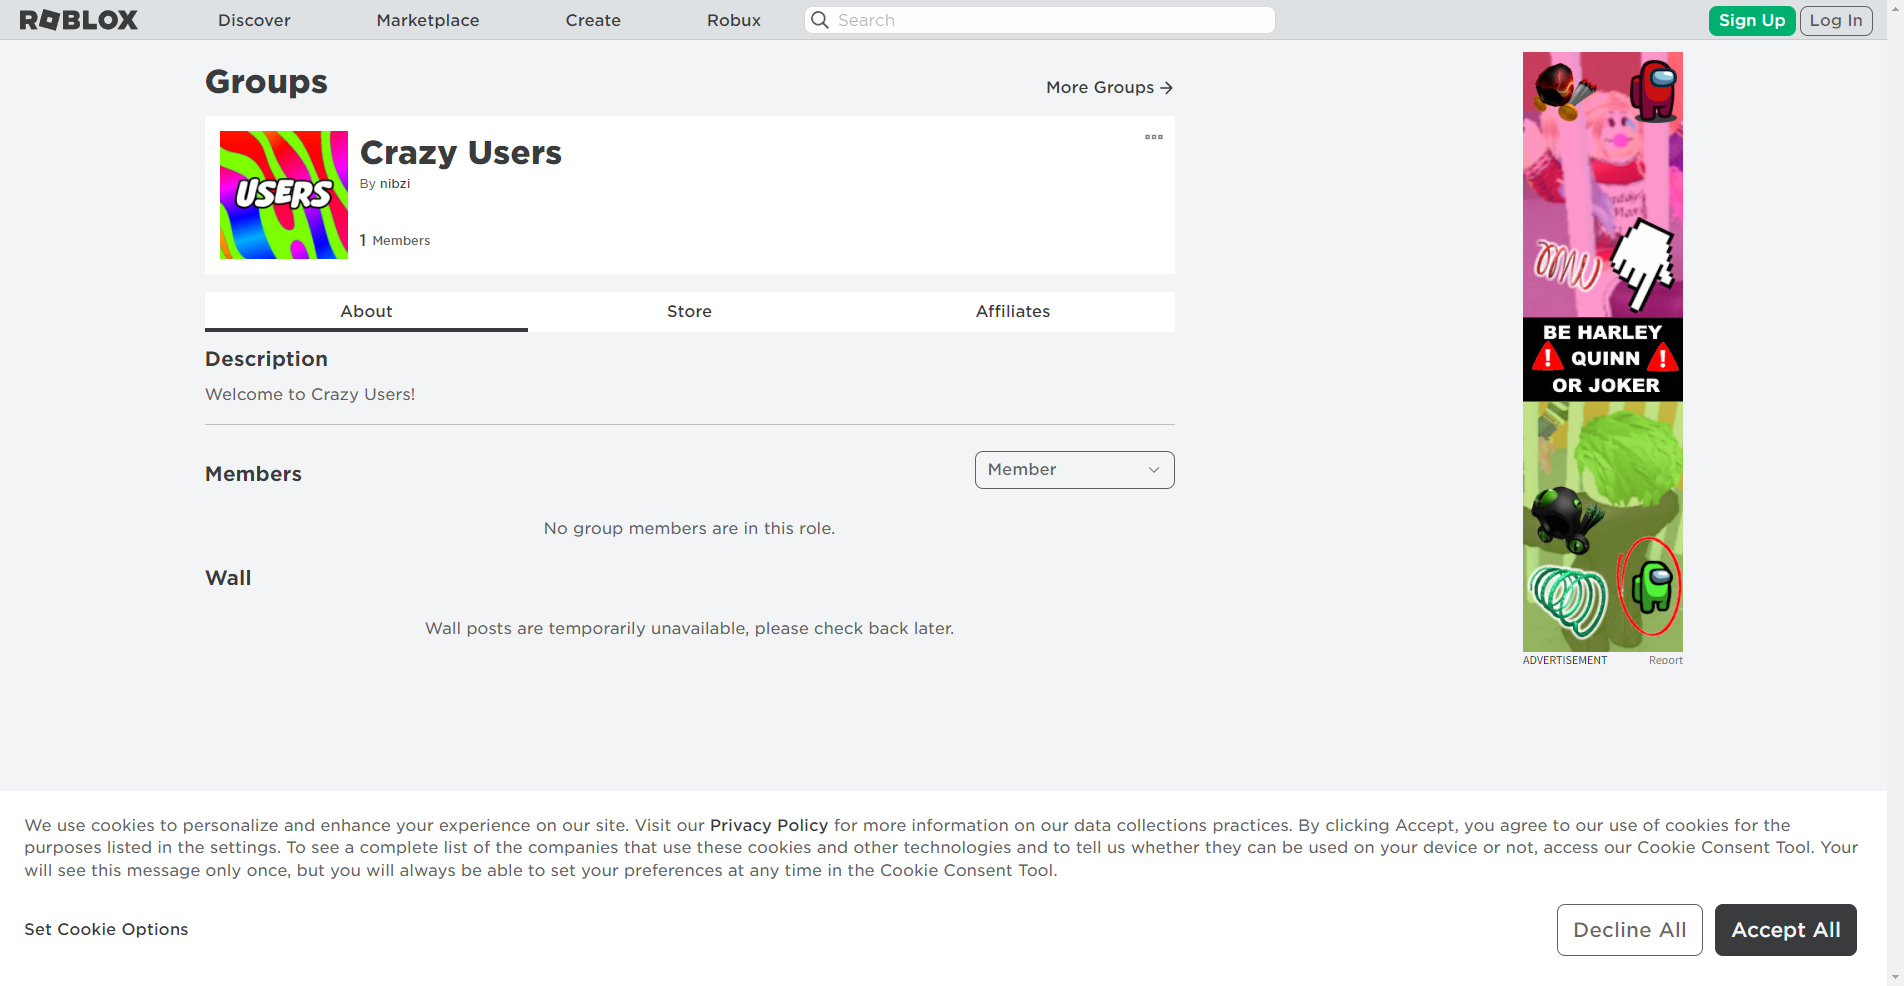 ROBLOX Discover Marketplace Create Robux Search Sign Up Log In
Groups
More Groups →
USERS
Crazy Users
By nibzi
1 Members
About Store Affiliates
Description
Welcome to Crazy Users!
Members
Member
No group members are in this role.
Wall
Wall posts are temporarily unavailable, please check back later.
BE HARLEY
QUINN
OR JOKER
ADVERTISEMENT Report
We use cookies to personalize and enhance your experience on our site. Visit our Privacy Policy for more information on our data collections practices. By clicking Accept, you agree to our use of cookies for the
purposes listed in the settings. To see a complete list of the companies that use these cookies and other technologies and to tell us whether they can be used on your device or not, access our Cookie Consent Tool. Your
will see this message only once, but you will always be able to set your preferences at any time in the Cookie Consent Tool.
Set Cookie Options
Decline All
Accept All